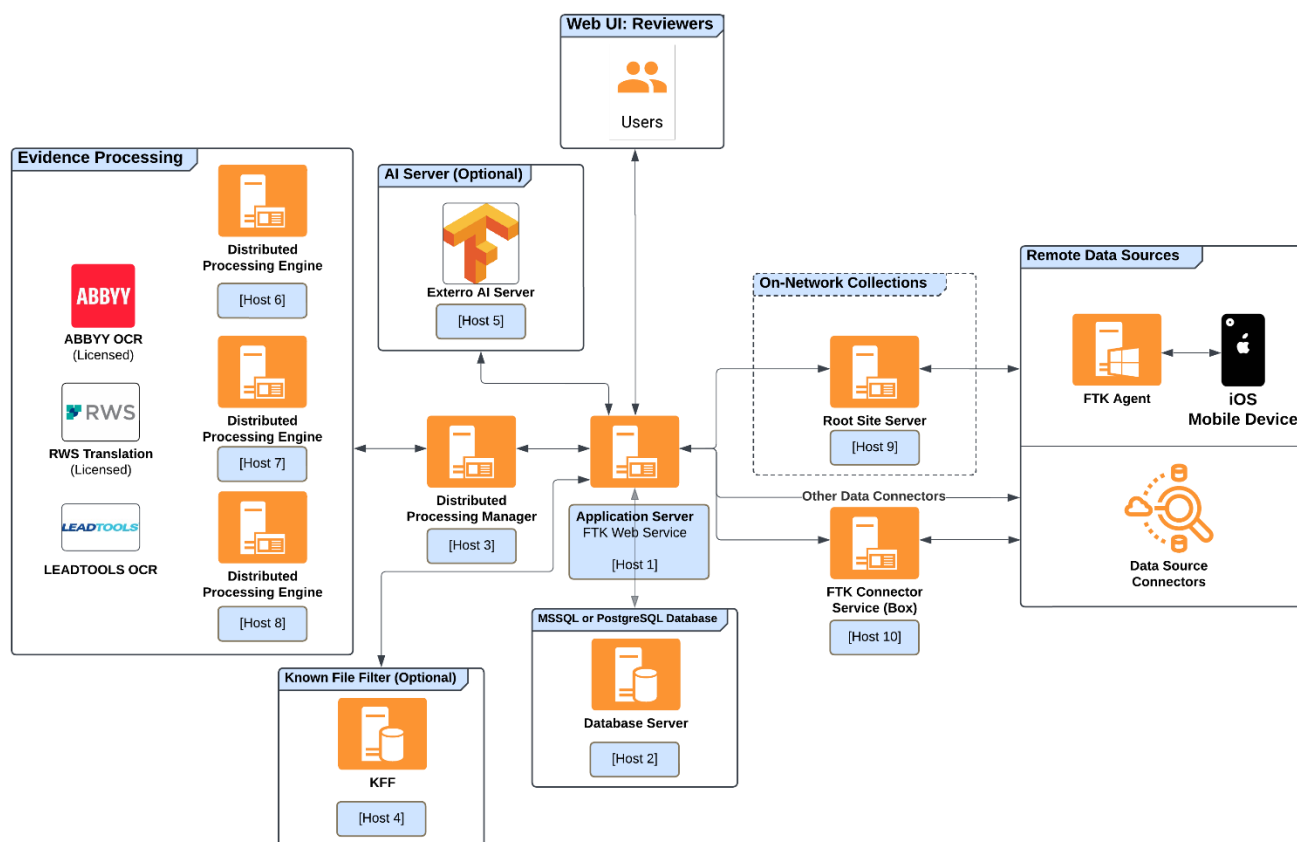 Web UI: Reviewers
Users
Evidence Processing
Distributed
Processing Engine
[Host 6]
ABBYY
ABBYY OCR
(Licensed)
Distributed
Processing Engine
[Host 7]
RWS
RWS Translation
(Licensed)
LEADTOOLS
LEADTOOLS OCR
Distributed
Processing Engine
[Host 8]
AI Server (Optional)
Exterro AI Server
[Host 5]
Distributed
Processing Manager
[Host 3]
Application Server
FTK Web Service
[Host 1]
Known File Filter (Optional)
KFF
[Host 4]
MSSQL or PostgreSQL Database
Database Server
[Host 2]
On-Network Collections
Root Site Server
[Host 9]
Other Data Connectors
FTK Connector
Service (Box)
[Host 10]
Remote Data Sources
FTK Agent
iOS
Mobile Device
Data Source
Connectors